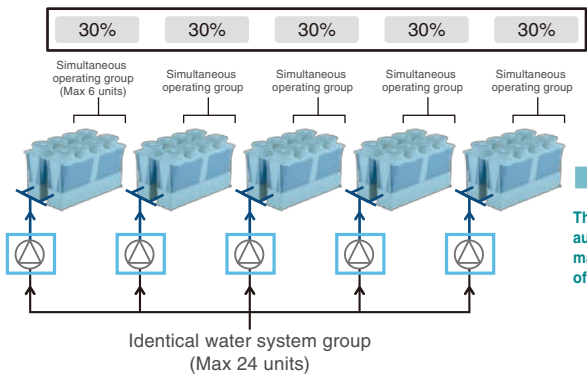 30% 30% 30% 30% 30%
Simultaneous
operating group
(Max 6 units)
Simultaneous
operating group
Simultaneous
operating group
Simultaneous
operating group
Simultaneous
operating group
Identical water system group
(Max 24 units)
of